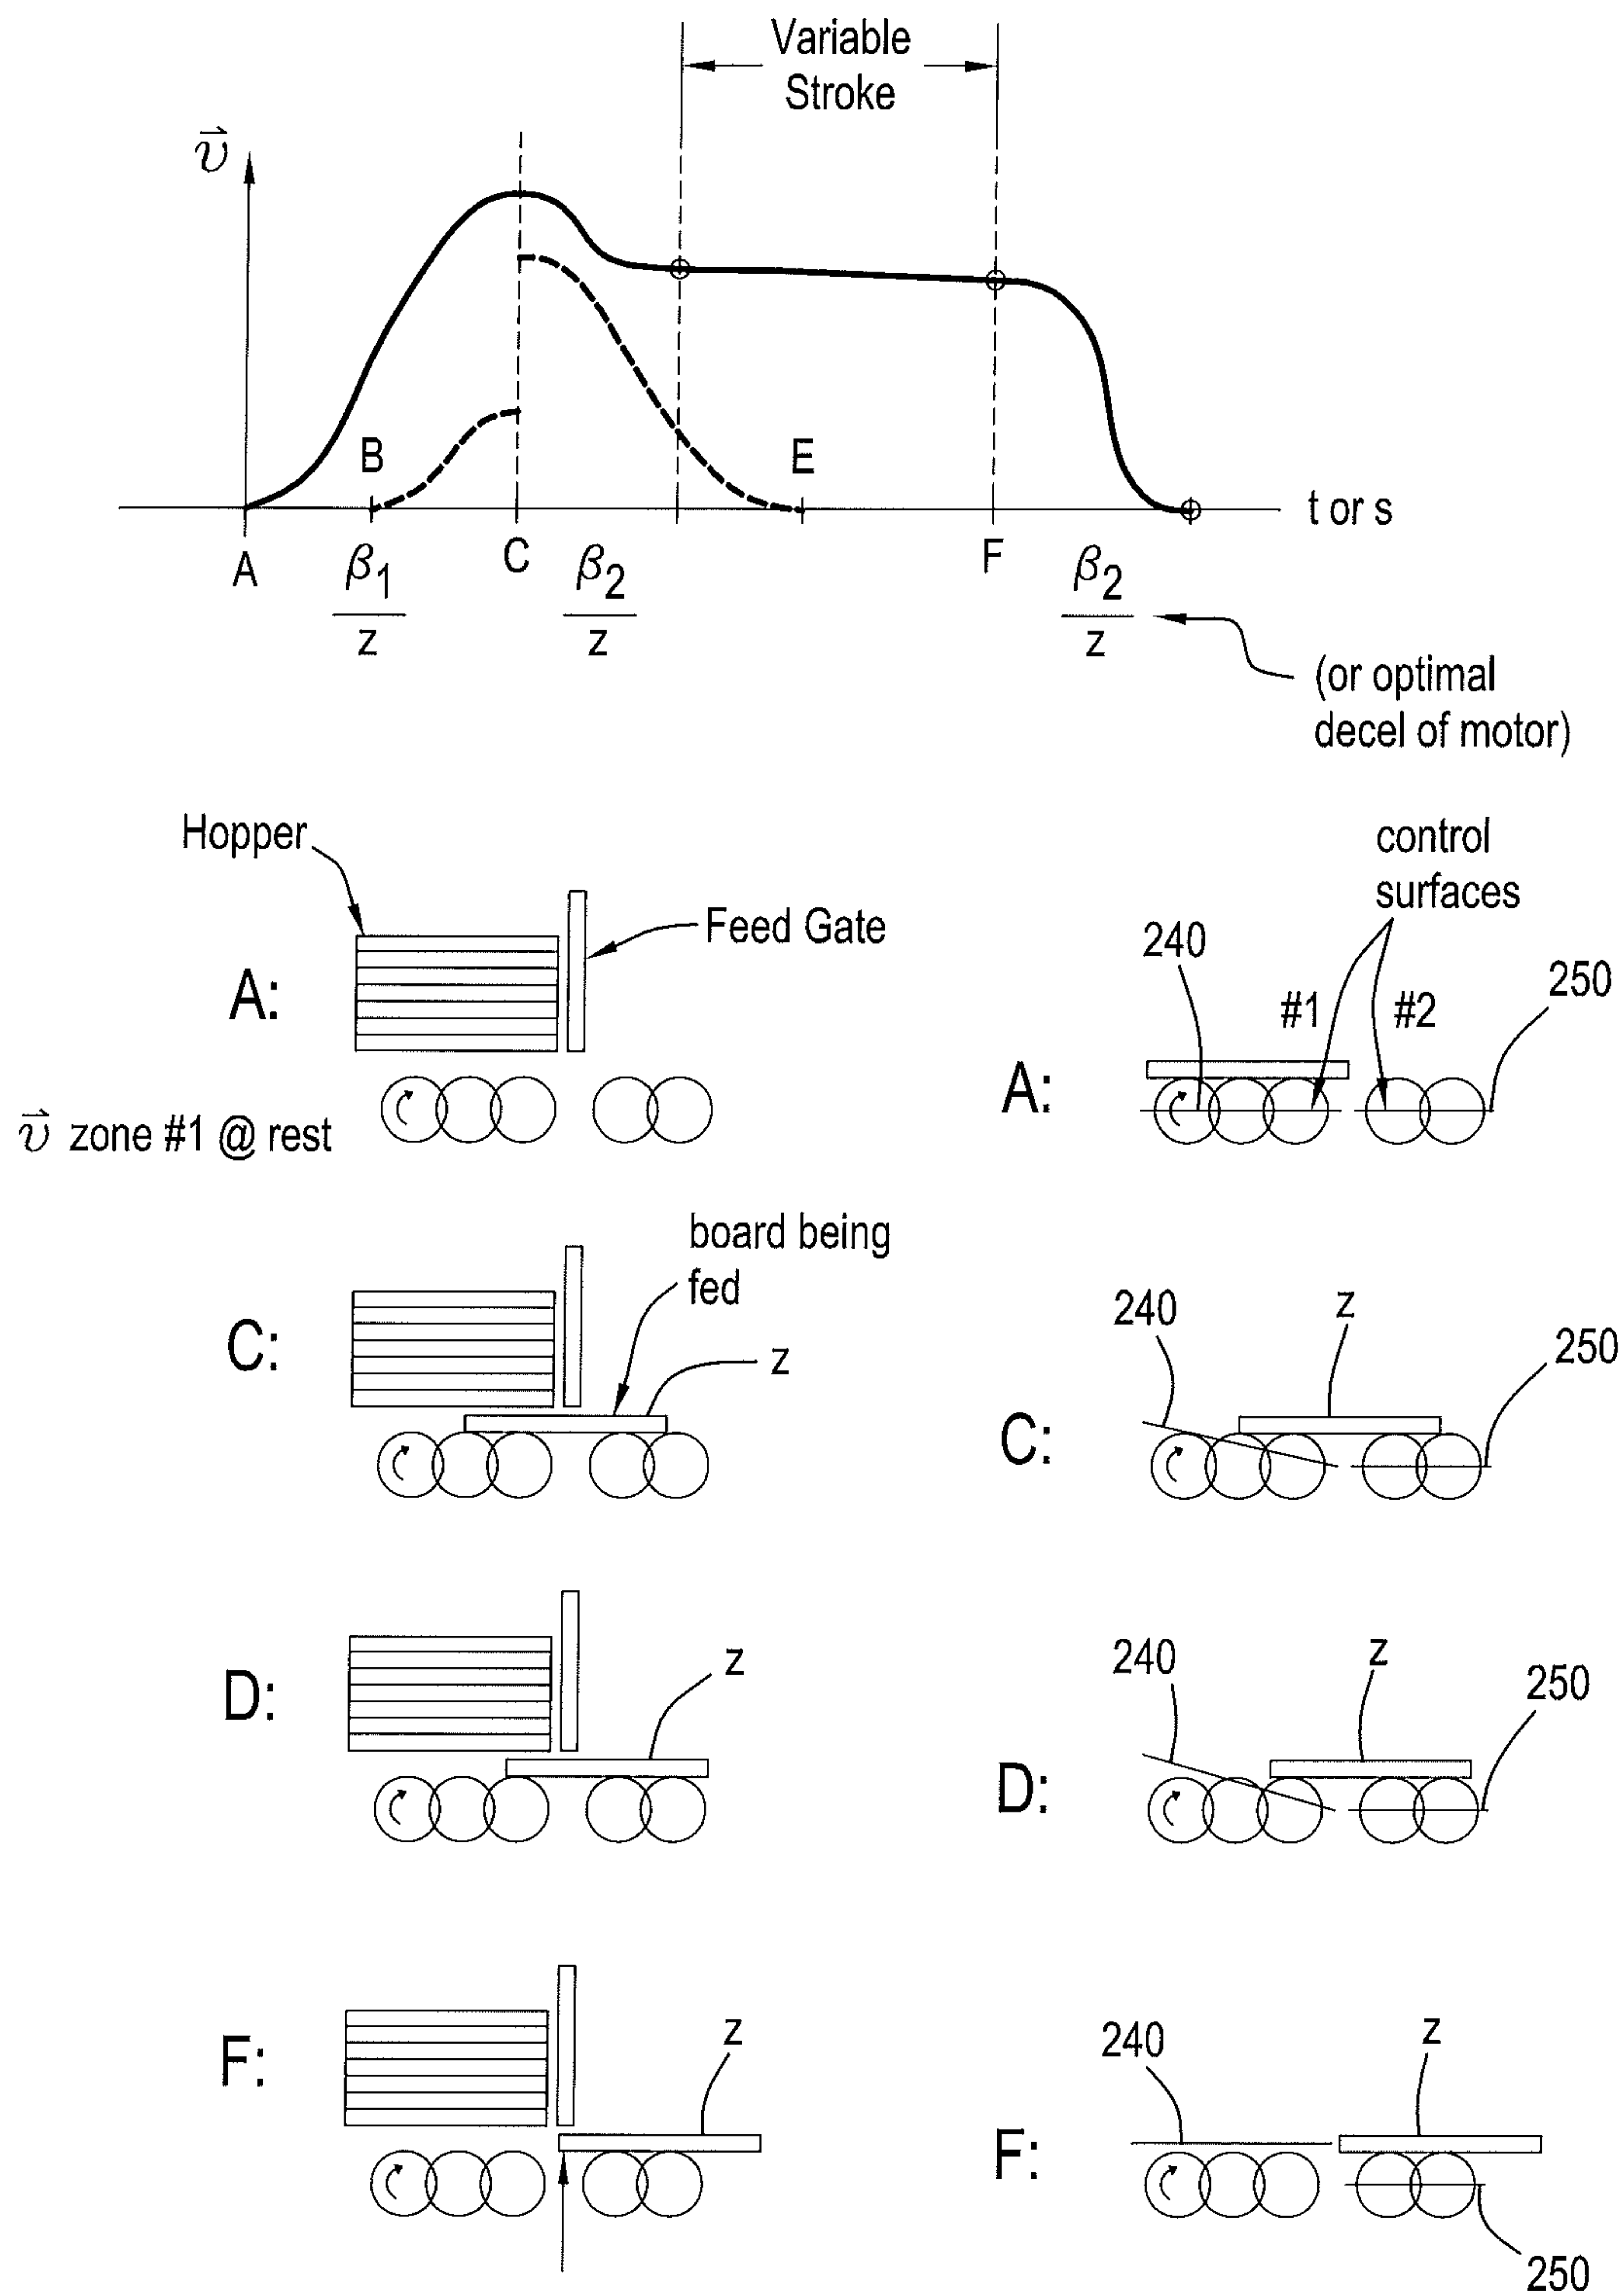 Variable
Stroke
v⃗
B
E
t or s
A
β1/z
C
β2/z
F
β2/z
(or optimal
decel of motor)
Hopper
Feed Gate
A:
v⃗ zone #1 @ rest
control
surfaces
240
#1
#2
250
A:
board being
fed
C:
z
240
z
250
C:
D:
z
240
z
250
D:
F:
z
240
z
F:
250